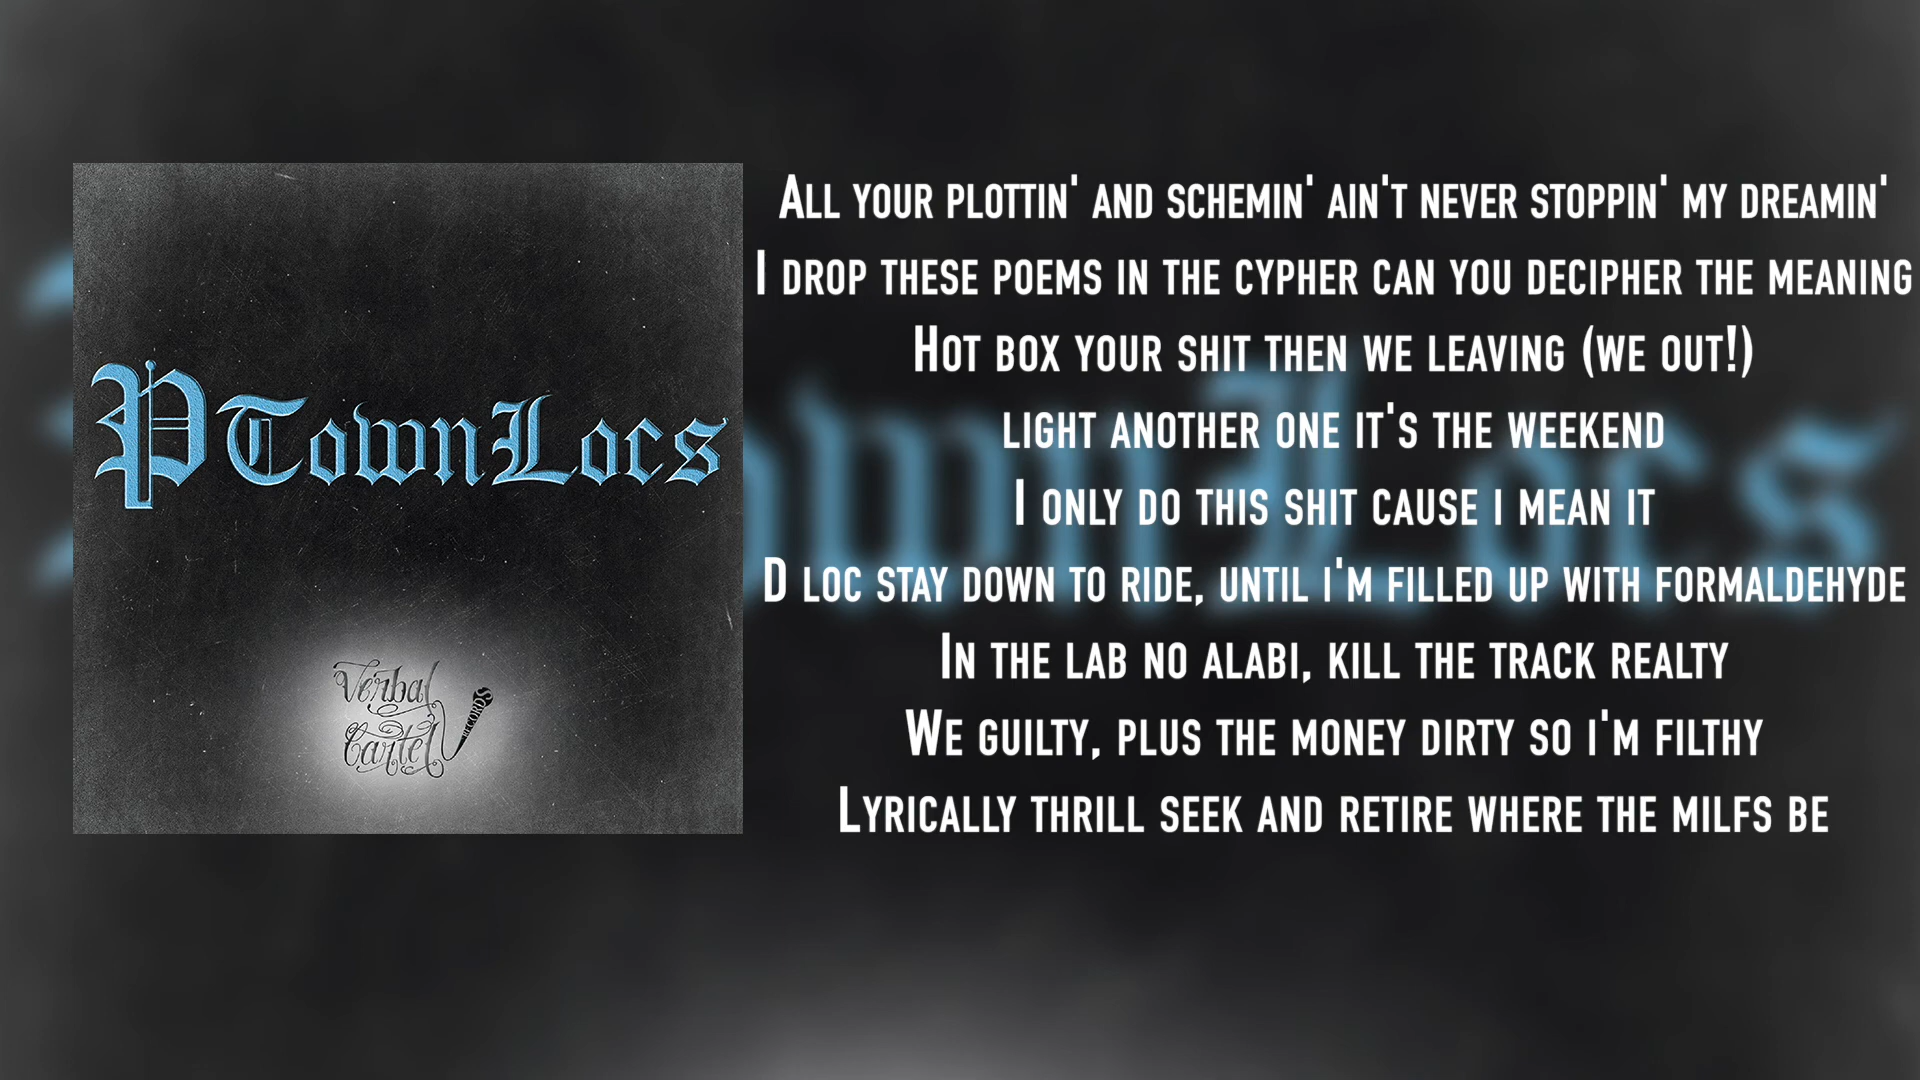 PTownLocs
Verbal
Cartel
RECORDS
All your plottin' and schemin' ain't never stoppin' my dreamin'
I drop these poems in the cypher can you decipher the meaning
Hot box your shit then we leaving (we out!)
light another one it's the weekend
I only do this shit cause i mean it
D loc stay down to ride, until i'm filled up with formaldehyde
In the lab no alabi, kill the track realty
We guilty, plus the money dirty so i'm filthy
Lyrically thrill seek and retire where the milfs be